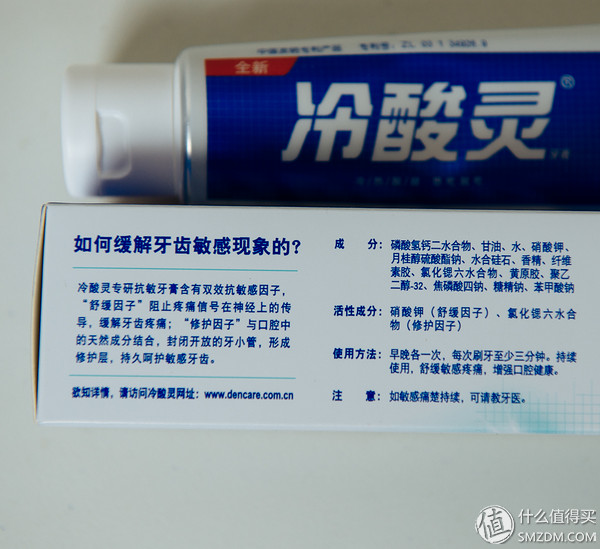 全新
冷酸灵®
牙膏
如何缓解牙齿敏感现象的?
冷酸灵专研抗敏牙膏含有双效抗敏感因子，
“舒缓因子”阻止疼痛信号在神经上的传
导，缓解牙齿疼痛；“修护因子”与口腔中
的天然成分结合，封闭开放的牙小管，形成
修护层，持久呵护敏感牙齿。
欲知详情，请访问冷酸灵网址：www.dencare.com.cn
成 分：磷酸氢钙二水合物、甘油、水、硝酸钾、
月桂醇硫酸酯钠、水合硅石、香精、纤维
素胶、氯化锶六水合物、黄原胶、聚乙
二醇-32、焦磷酸四钠、糖精钠、苯甲酸钠
活性成分：硝酸钾（舒缓因子）、氯化锶六水合
物（修护因子）
使用方法：早晚各一次，每次刷牙至少三分钟。持续
使用，舒缓敏感疼痛，增强口腔健康。
注 意：如敏感痛楚持续，可请教牙医。
值 什么值得买
SMZDM.COM